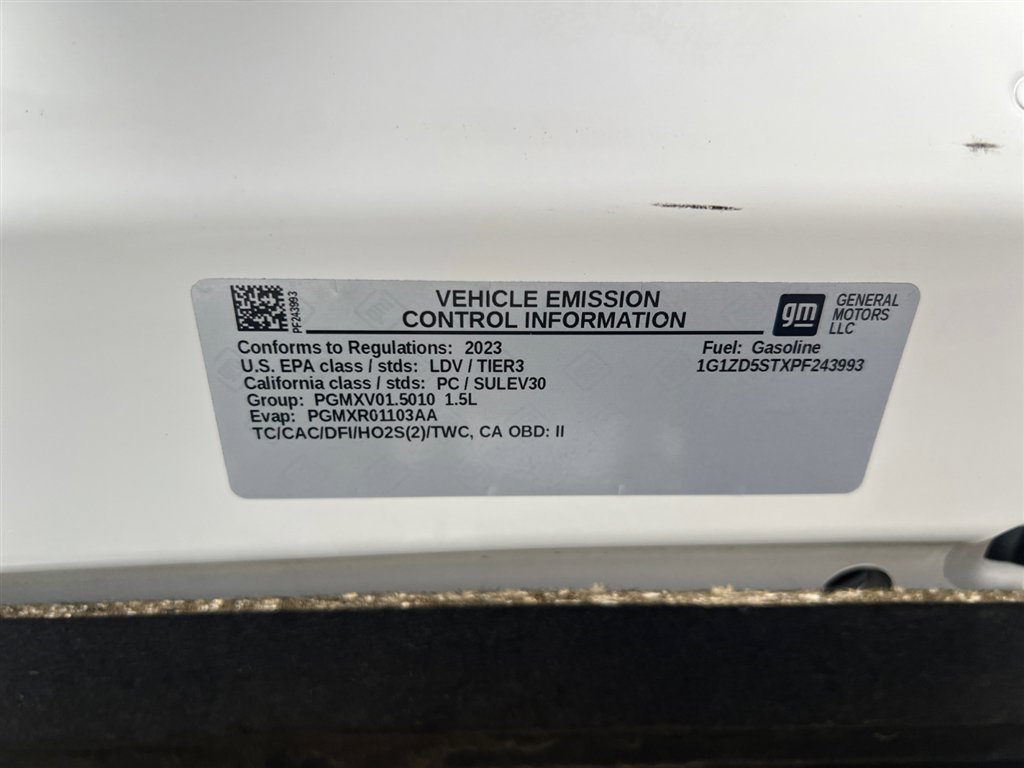 PF243993
VEHICLE EMISSION
CONTROL INFORMATION
gm
GENERAL
MOTORS
LLC
Conforms to Regulations: 2023
Fuel: Gasoline
U.S. EPA class / stds: LDV / TIER3
1G1ZD5STXPF243993
California class / stds: PC / SULEV30
Group: PGMXV01.5010 1.5L
Evap: PGMXR01103AA
TC/CAC/DFI/HO2S(2)/TWC, CA OBD: II